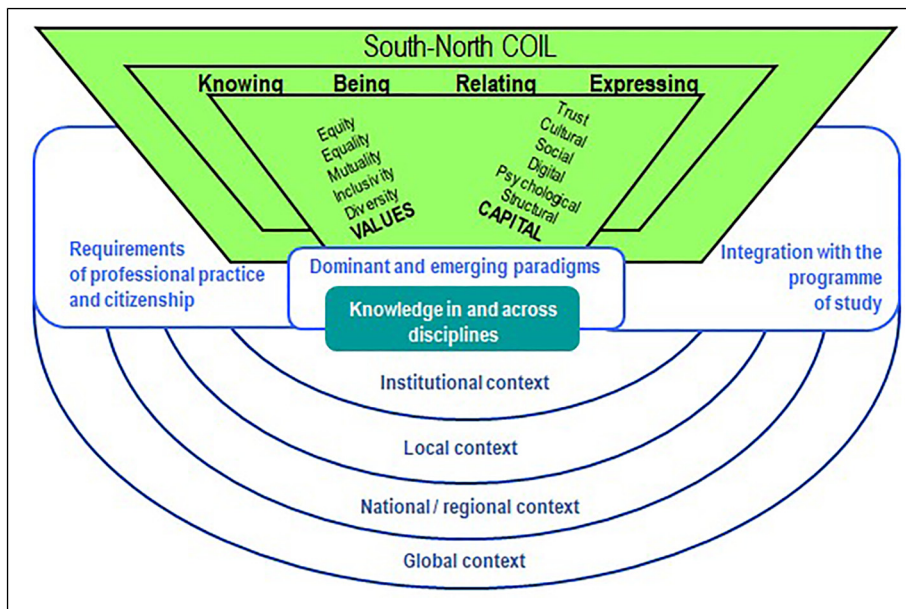 South-North COIL
Knowing Being Relating Expressing
Equity
Equality
Mutuality
Inclusivity
Diversity
VALUES
Trust
Cultural
Social
Digital
Psychological
Structural
CAPITAL
Requirements
of professional practice
and citizenship
Dominant and emerging paradigms
Knowledge in and across
disciplines
Integration with the
programme
of study
Institutional context
Local context
National / regional context
Global context